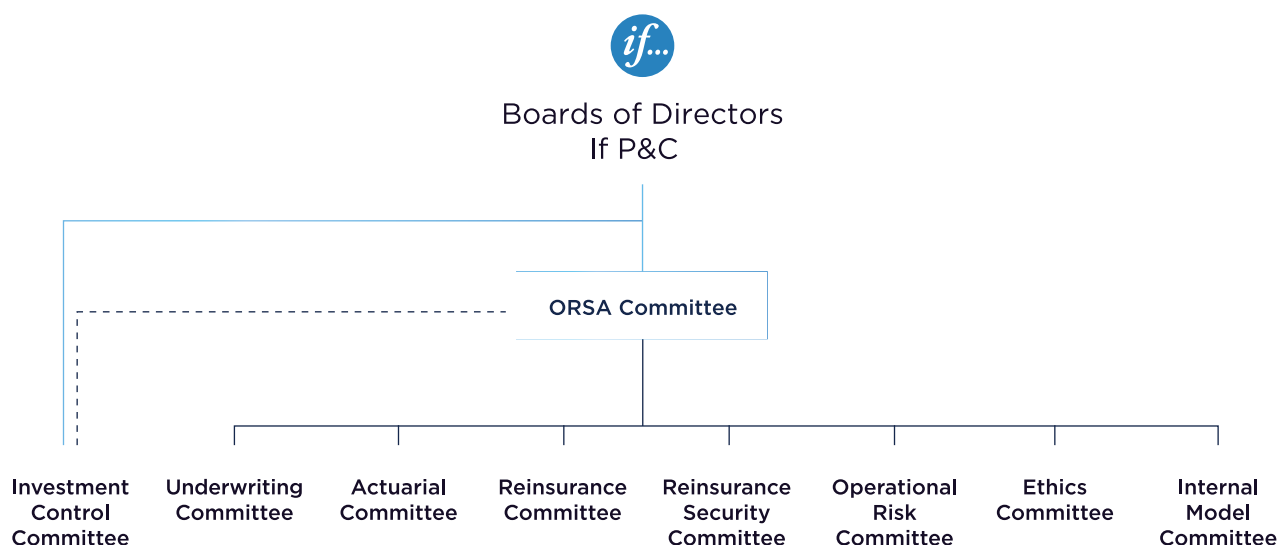 if...
Boards of Directors
If P&C
ORSA Committee
Investment
Control
Committee
Underwriting
Committee
Actuarial
Committee
Reinsurance
Committee
Reinsurance
Security
Committee
Operational
Risk
Committee
Ethics
Committee
Internal
Model
Committee